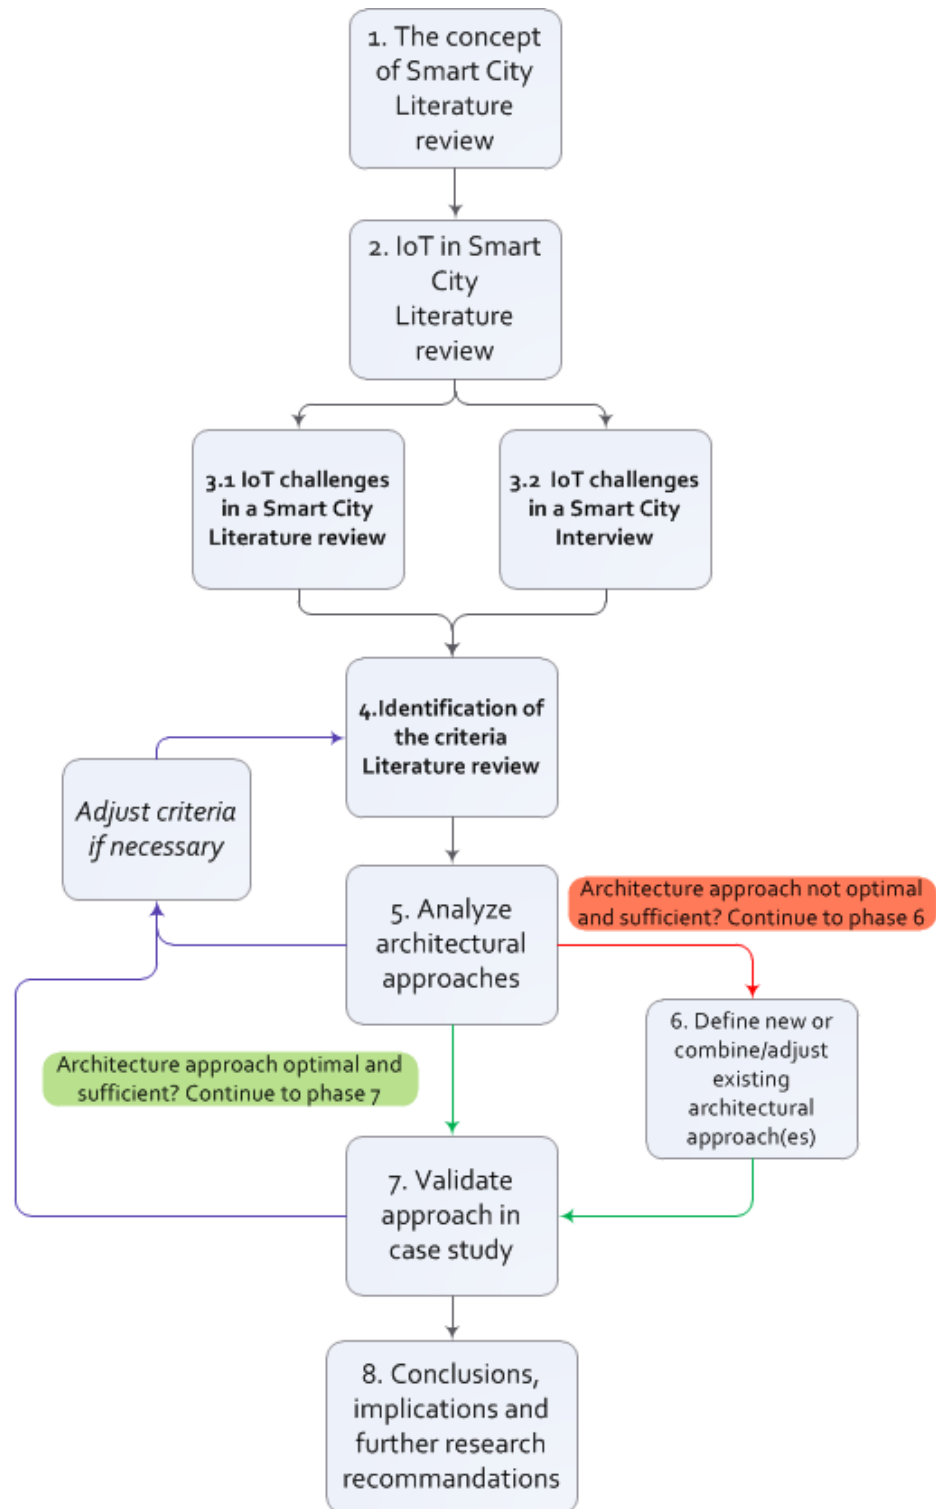 1. The concept
of Smart City
Literature
review
2. IoT in Smart
City
Literature
review
3.1 IoT challenges
in a Smart City
Literature review
3.2 IoT challenges
in a Smart City
Interview
4.Identification of
the criteria
Literature review
Adjust criteria
if necessary
5. Analyze
architectural
approaches
Architecture approach not optimal
and sufficient? Continue to phase 6
6. Define new or
combine/adjust
existing
architectural
approach(es)
Architecture approach optimal and
sufficient? Continue to phase 7
7. Validate
approach in
case study
8. Conclusions,
implications and
further research
recommandations